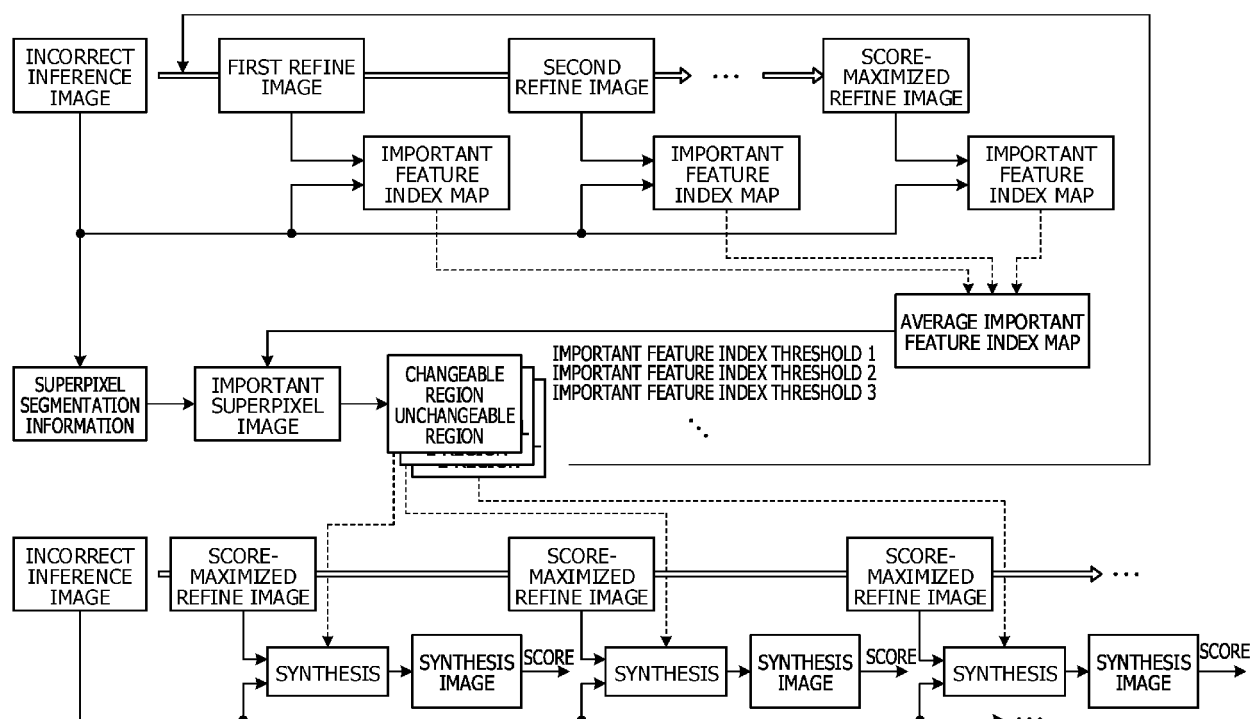 INCORRECT
INFERENCE
IMAGE
FIRST REFINE
IMAGE
SECOND
REFINE IMAGE
...
SCORE-
MAXIMIZED
REFINE IMAGE
IMPORTANT
FEATURE
INDEX MAP
IMPORTANT
FEATURE
INDEX MAP
IMPORTANT
FEATURE
INDEX MAP
AVERAGE IMPORTANT
FEATURE INDEX MAP
SUPERPIXEL
SEGMENTATION
INFORMATION
IMPORTANT
SUPERPIXEL
IMAGE
CHANGEABLE
REGION
UNCHANGEABLE
REGION
IMPORTANT FEATURE INDEX THRESHOLD 1
IMPORTANT FEATURE INDEX THRESHOLD 2
IMPORTANT FEATURE INDEX THRESHOLD 3
...
INCORRECT
INFERENCE
IMAGE
SCORE-
MAXIMIZED
REFINE IMAGE
SCORE-
MAXIMIZED
REFINE IMAGE
SCORE-
MAXIMIZED
REFINE IMAGE
...
SYNTHESIS
SYNTHESIS
IMAGE
SCORE
SYNTHESIS
SYNTHESIS
IMAGE
SCORE
SYNTHESIS
SYNTHESIS
IMAGE
SCORE
...